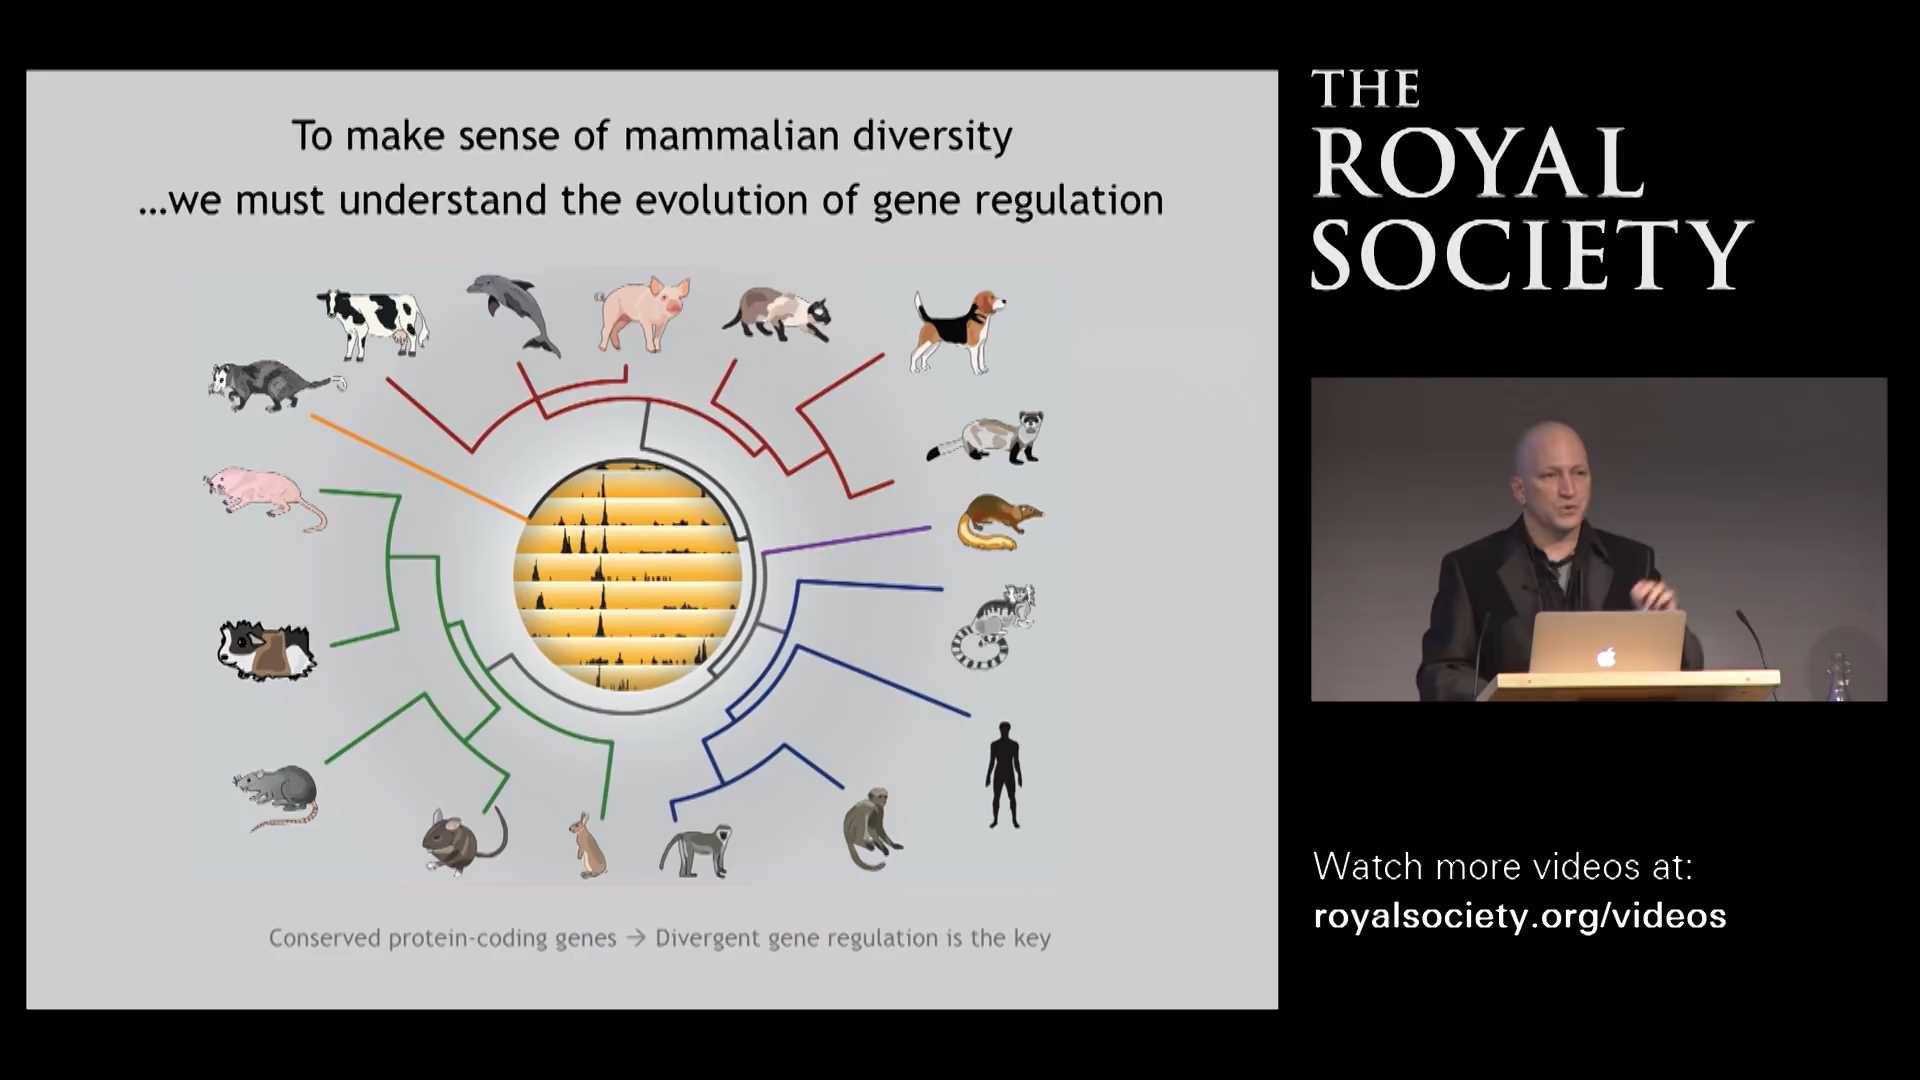 To make sense of mammalian diversity
...we must understand the evolution of gene regulation
Conserved protein-coding genes → Divergent gene regulation is the key
THE
ROYAL
SOCIETY
Watch more videos at:
royalsociety.org/videos